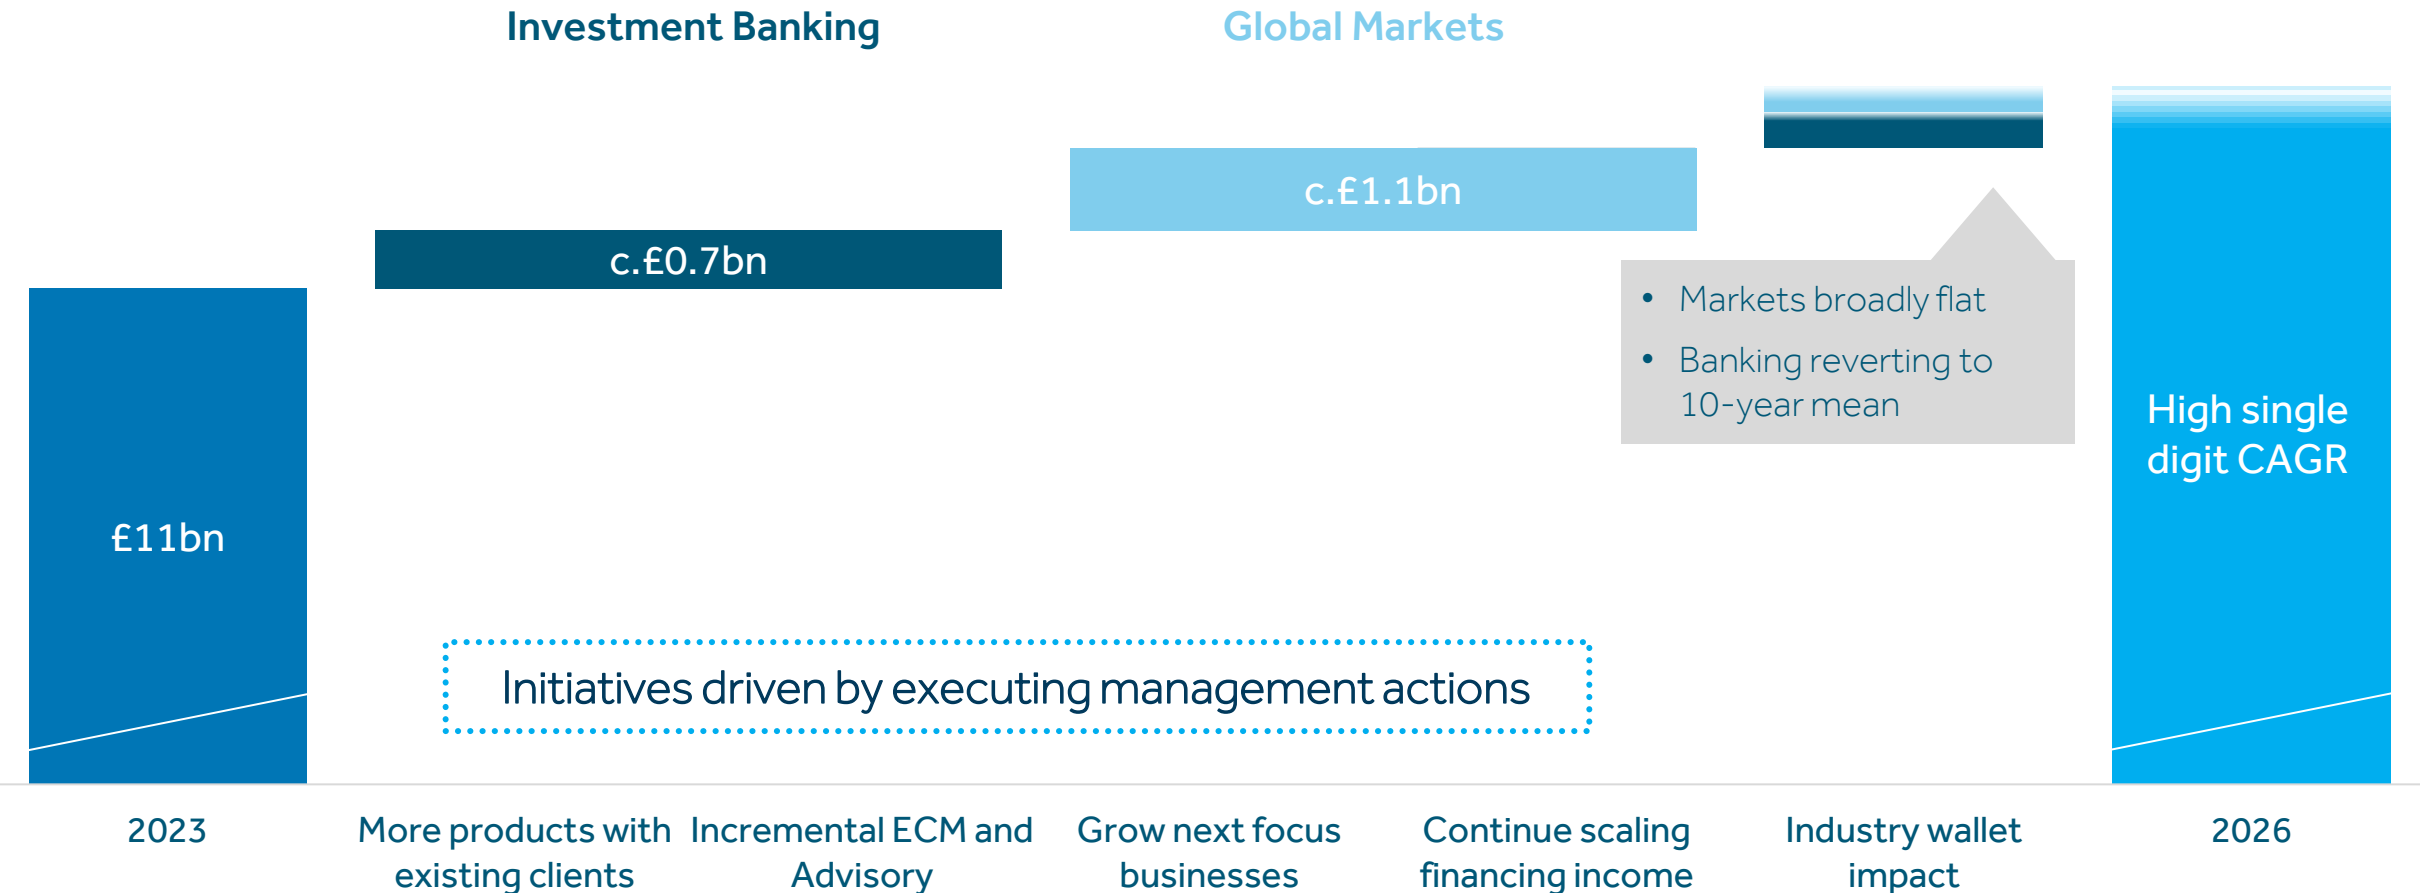 Investment Banking
Global Markets
c.£1.1bn
c.£0.7bn
• Markets broadly flat
• Banking reverting to
10-year mean
High single
digit CAGR
£11bn
Initiatives driven by executing management actions
2023
More products with
existing clients
Incremental ECM and
Advisory
Grow next focus
businesses
Continue scaling
financing income
Industry wallet
impact
2026